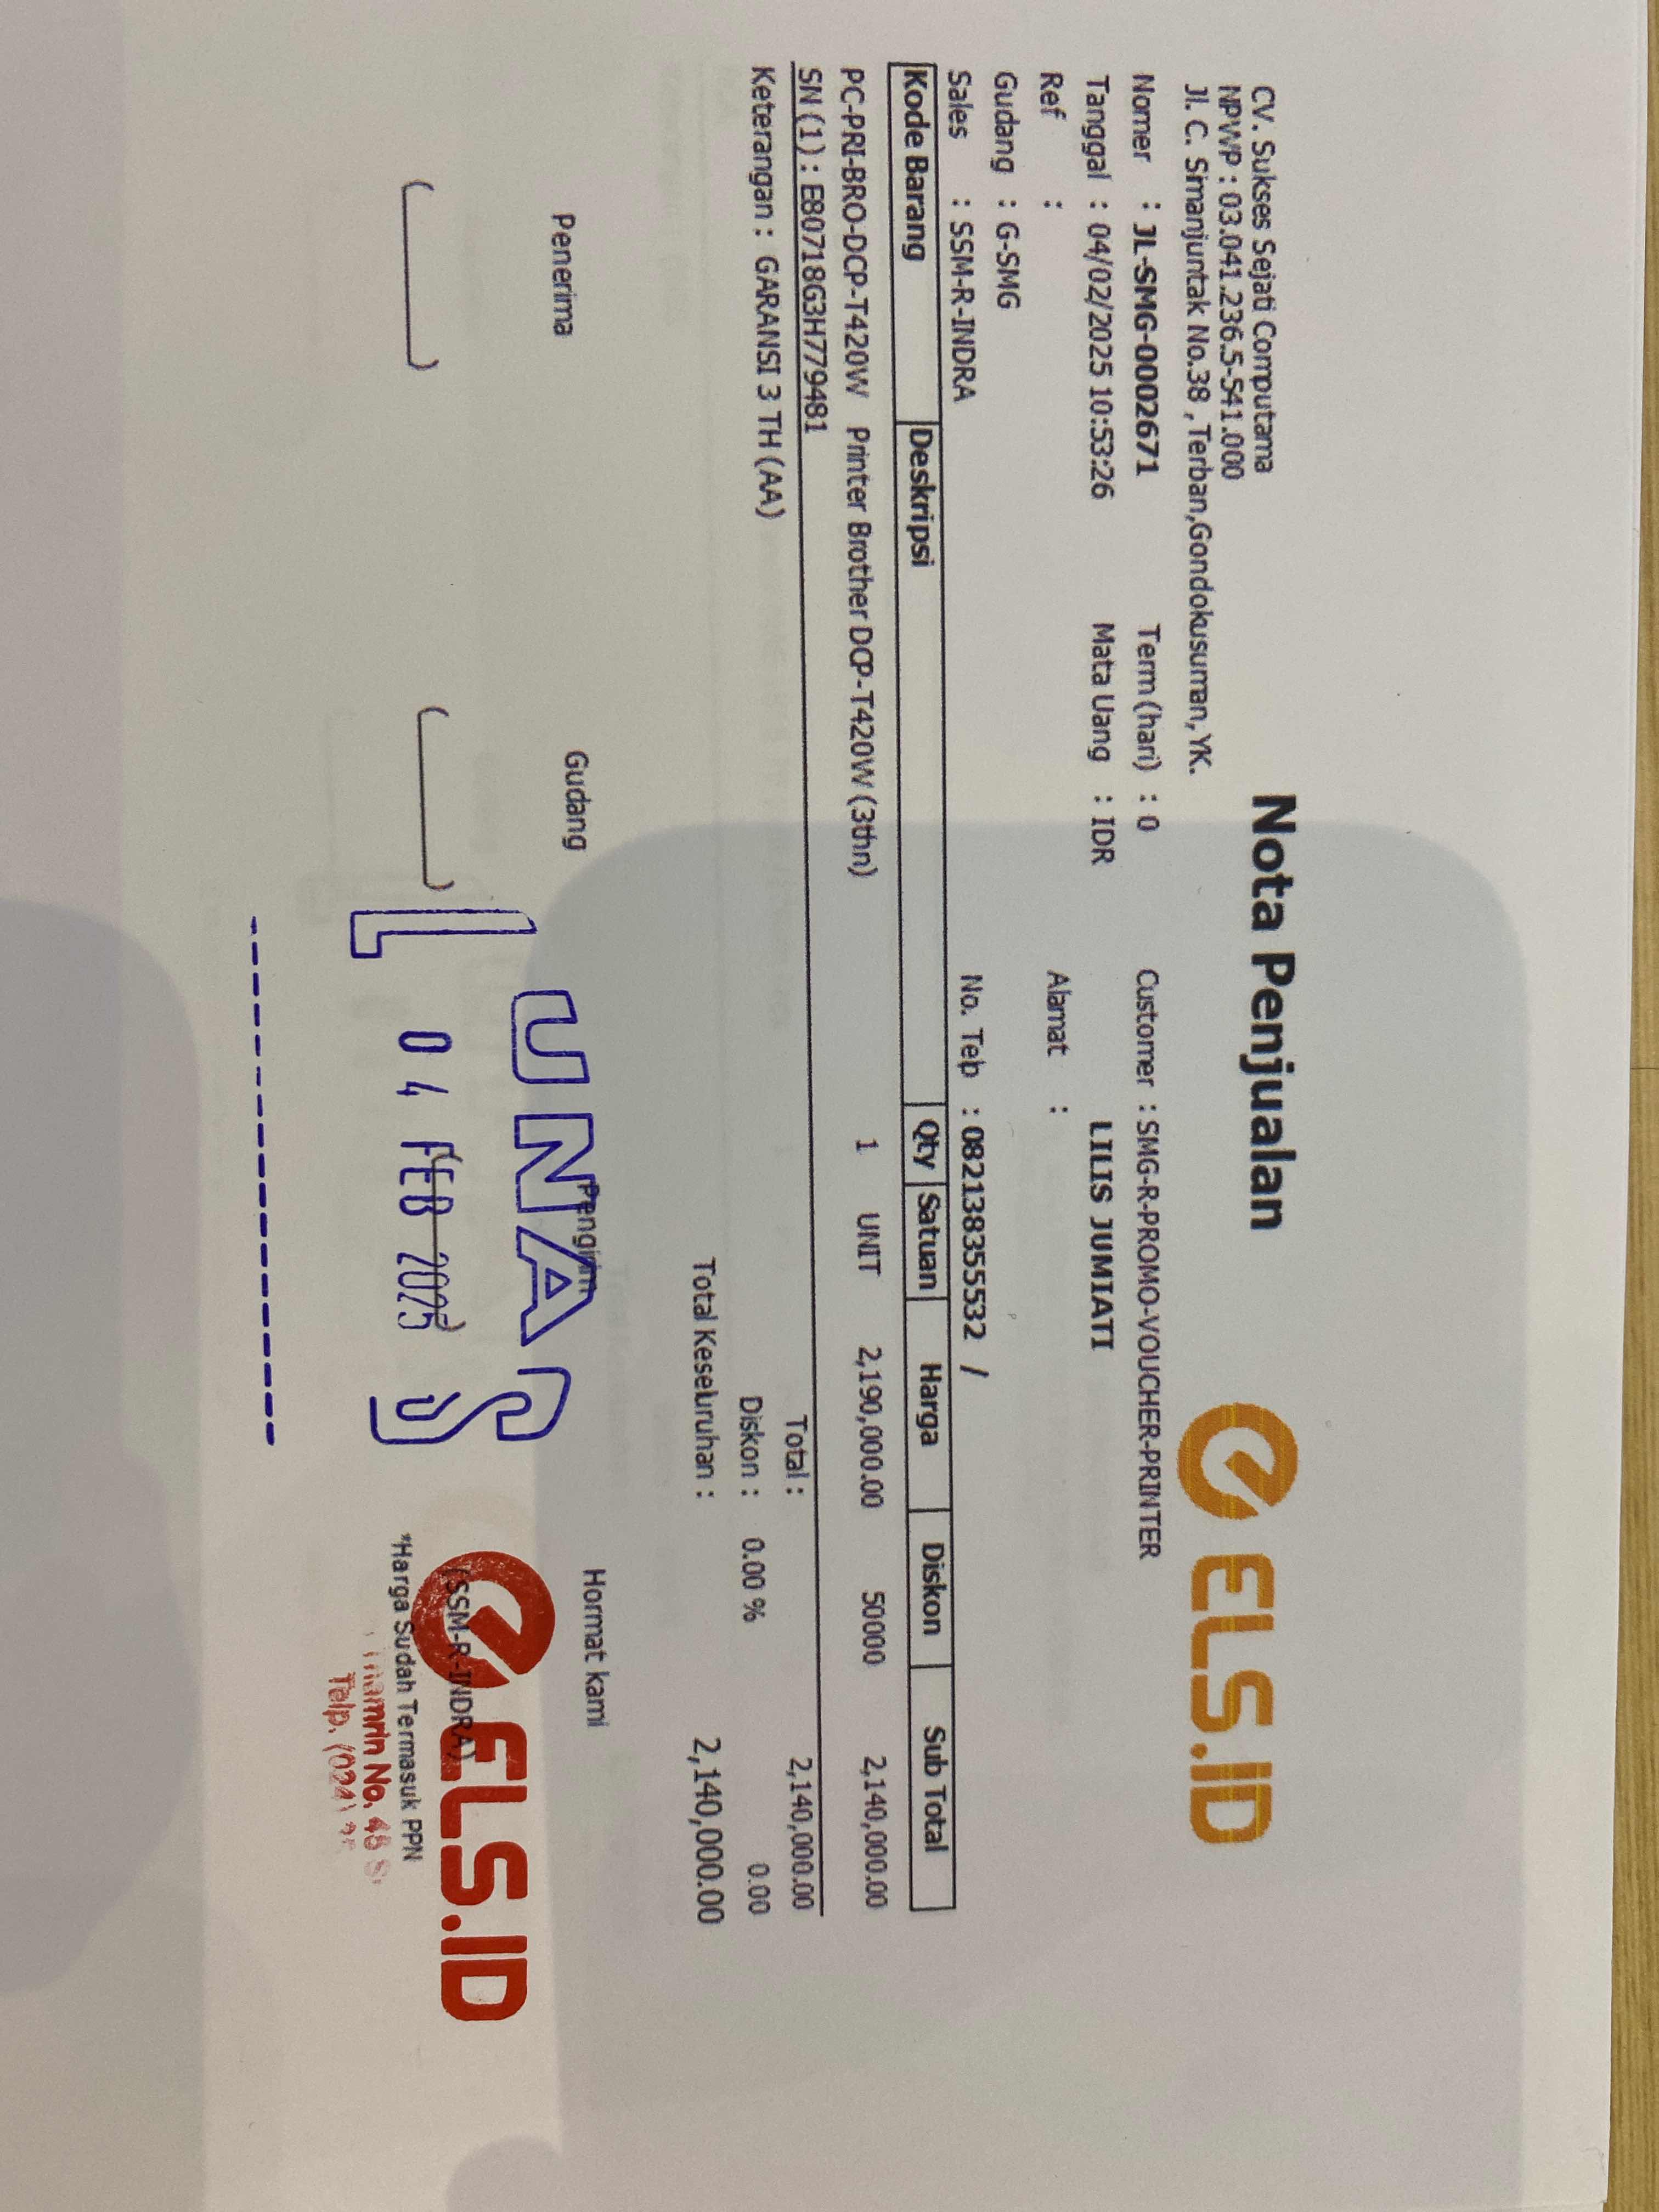 CV. Sukses Sejati Computama
NPWP : 03.041.236.5-541.000
Jl. C. Simanjuntak No.38 , Terban,Gondokusuman, YK.
Nota Penjualan
ELS.ID
Nomer : JL-SMG-0002671 Term (hari) : 0 Customer : SMG-R-PROMO-VOUCHER-PRINTER
Tanggal : 04/02/2025 10:53:26 Mata Uang : IDR LILIS JUMIATI
Ref : Alamat :
Gudang : G-SMG
Sales : SSM-R-INDRA No. Telp : 082138355532 /
Kode Barang Deskripsi Qty Satuan Harga Diskon Sub Total
PC-PRI-BRO-DCP-T420W Printer Brother DCP-T420W (3thn) 1 UNIT 2,190,000.00 50000 2,140,000.00
SN (1) : E80718G3H779481
Total : 2,140,000.00
Keterangan : GARANSI 3 TH (AA) Diskon : 0.00 % 0.00
Total Keseluruhan : 2,140,000.00
Penerima Gudang Pengirim Hormat kami
LUNAS
04 FEB 2025
ELS.ID
(SSM-R-INDRA)
*Harga Sudah Termasuk PPN
No.
Telp. (024)